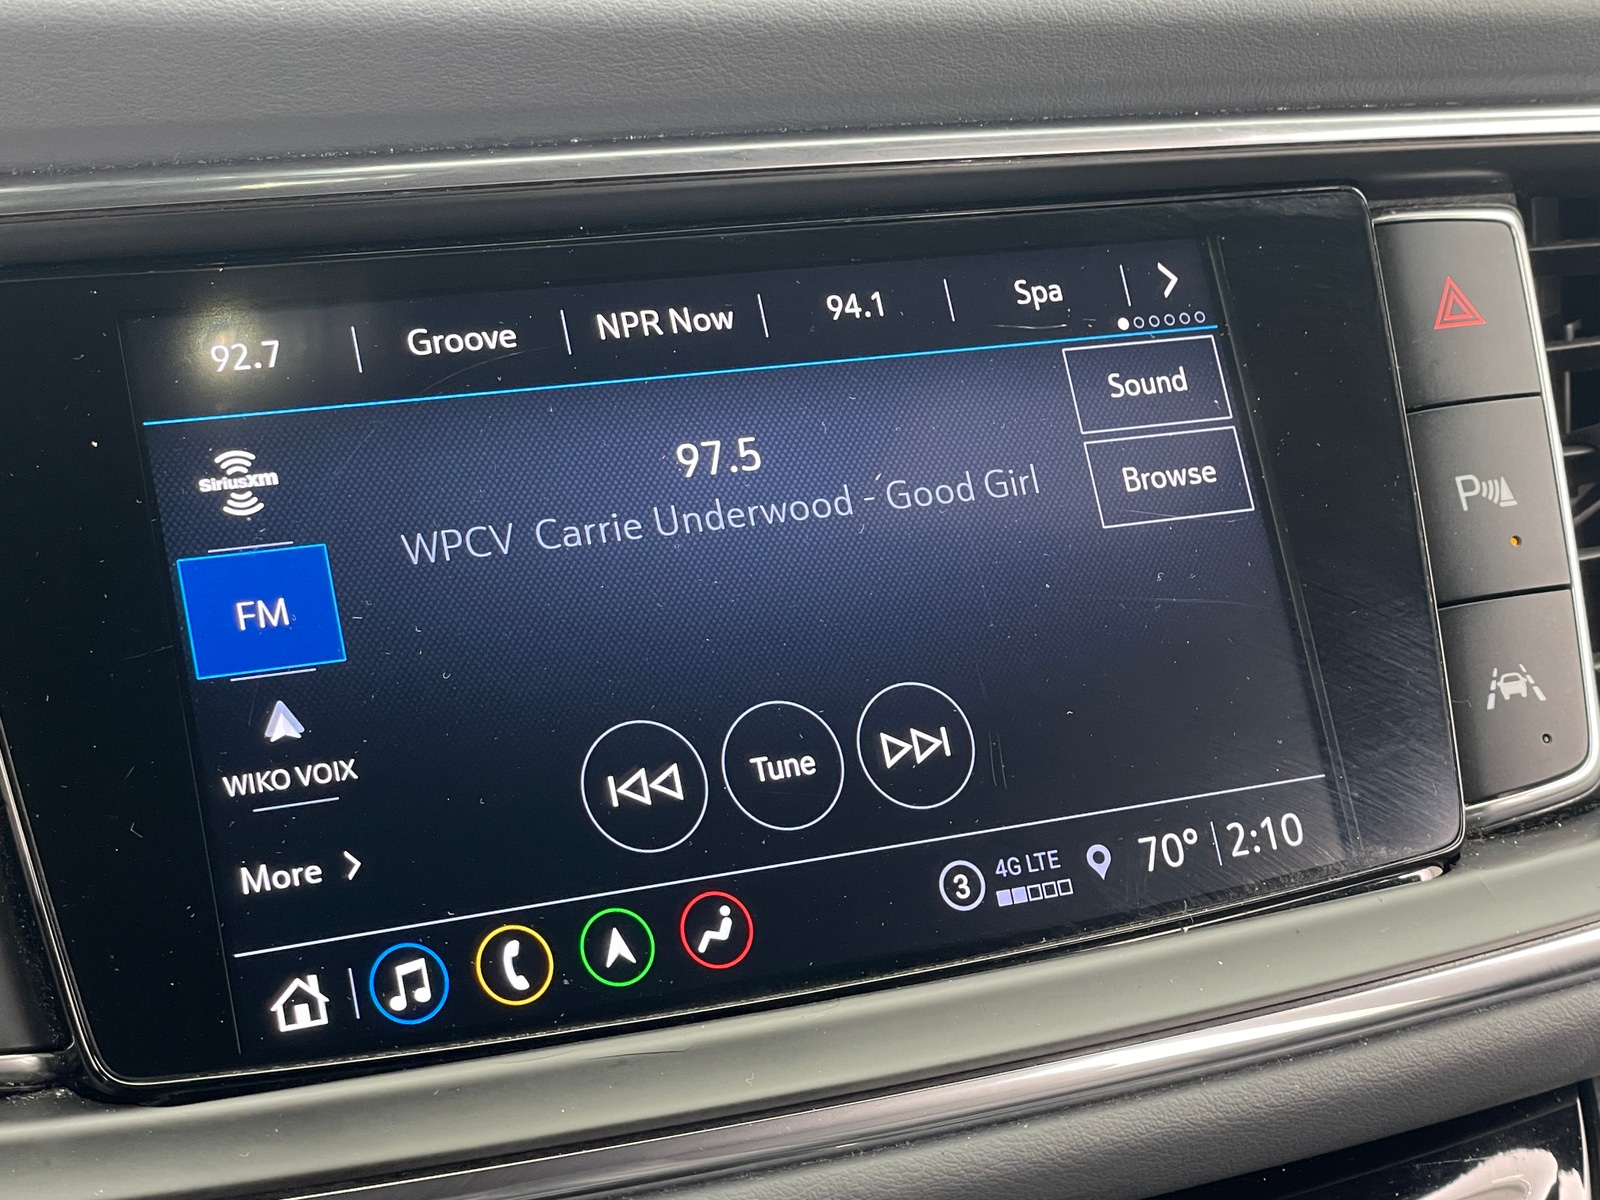 92.7 Groove NPR Now 94.1 Spa
SiriusXM
97.5
Sound
WPCV Carrie Underwood - Good Girl
Browse
FM
WIKO VOIX
Tune
More
3 4G LTE 70° 2:10
P